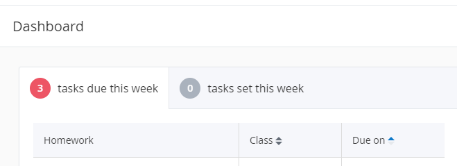 Dashboard
3 tasks due this week 0 tasks set this week
Homework Class Due on